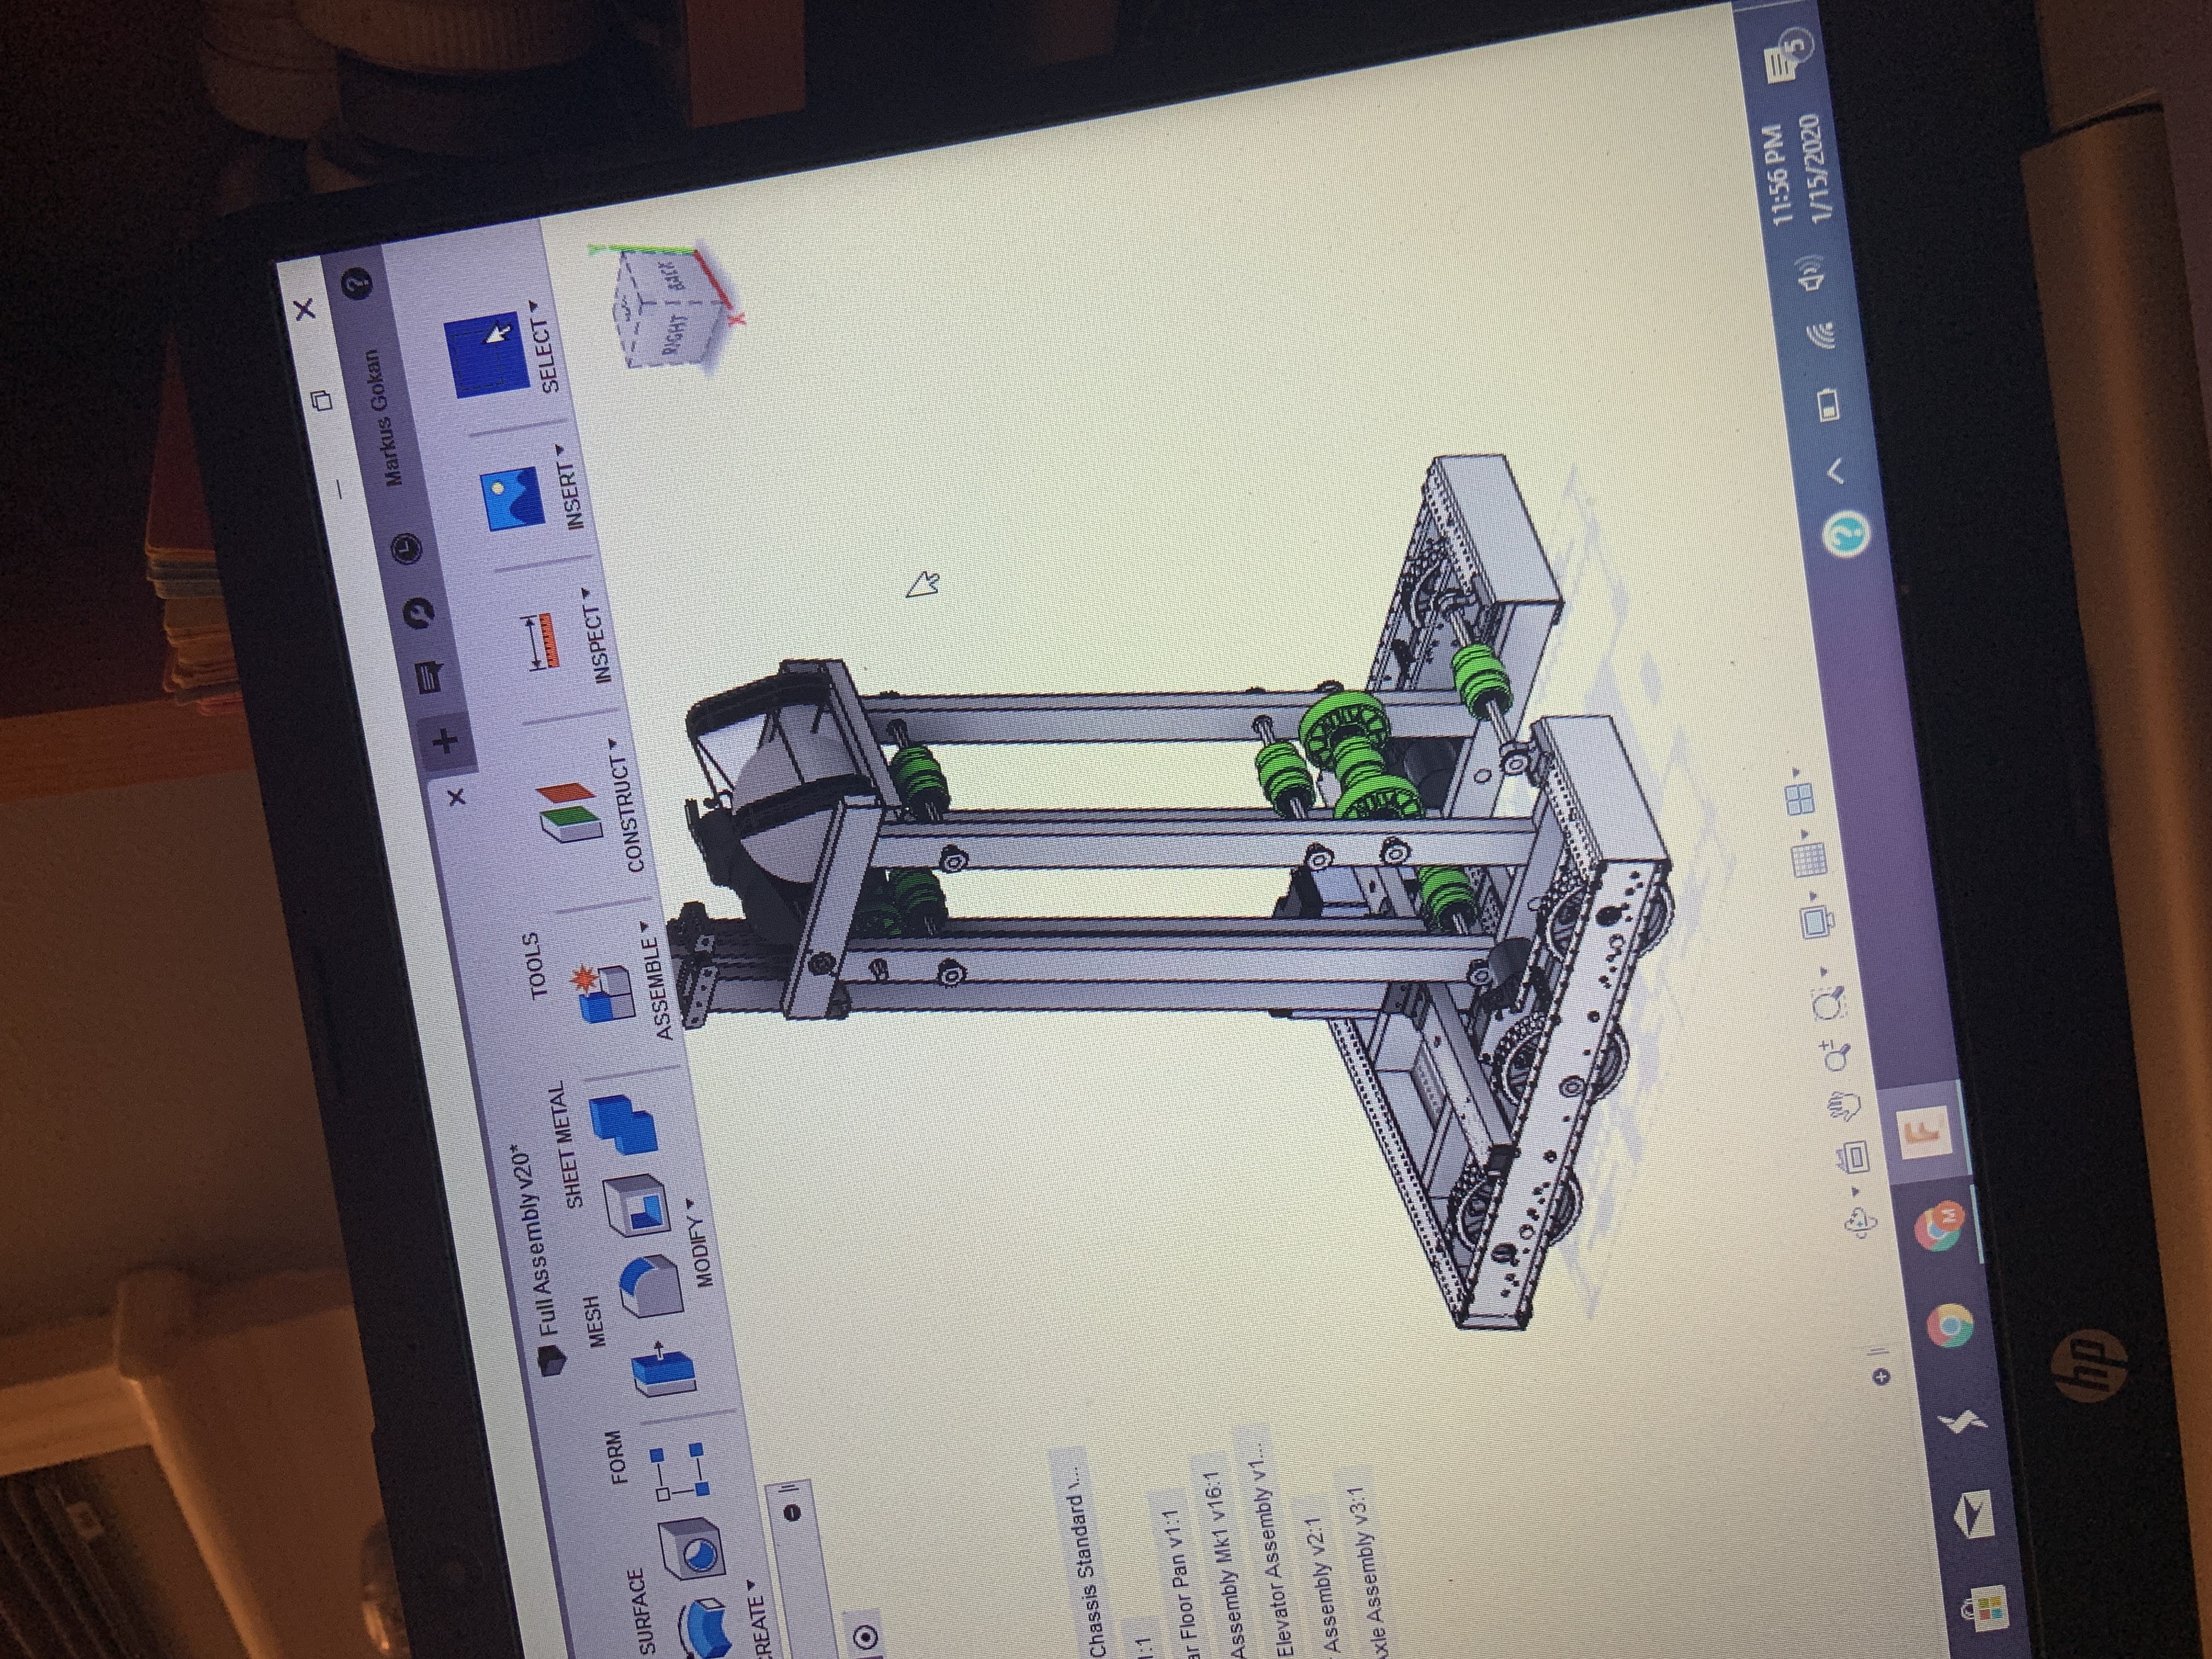 Markus Gokan
?
Full Assembly v20*
SURFACE
FORM
MESH
SHEET METAL
TOOLS
CREATE
MODIFY
ASSEMBLE
CONSTRUCT
INSPECT
INSERT
SELECT
RIGHT
BACK
Y
X
Chassis Standard \...
1:1
ar Floor Pan v1:1
Assembly Mk1 v16:1
Elevator Assembly v1...
Assembly v2:1
Axle Assembly v3:1
11:56 PM
1/15/2020
5
?
M
F
hp